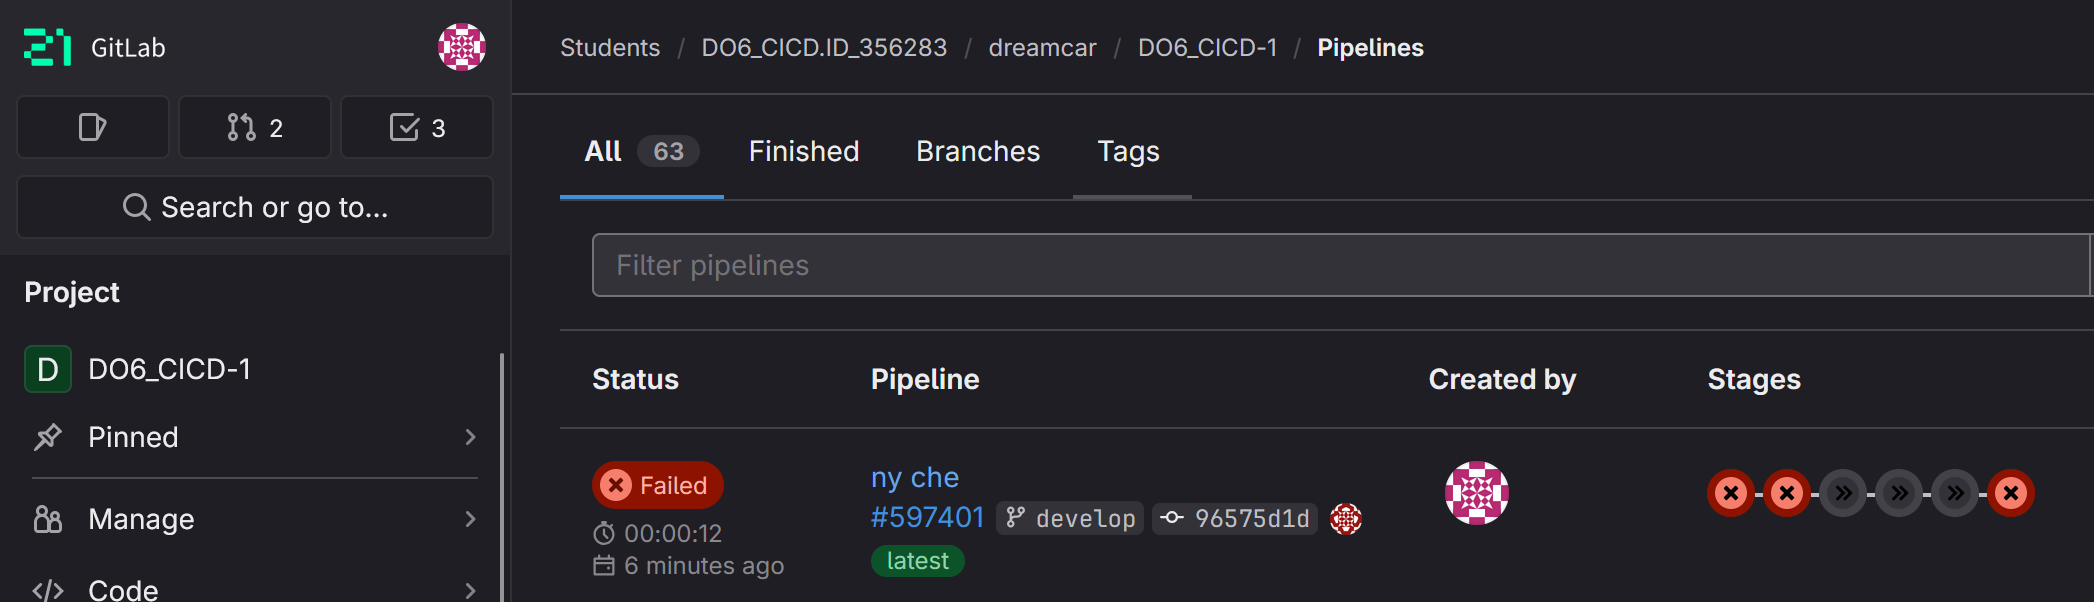 GitLab
2
3
Search or go to...
Project
D DO6_CICD-1
Pinned
Manage
Code
Students / DO6_CICD.ID_356283 / dreamcar / DO6_CICD-1 / Pipelines
All 63 Finished Branches Tags
Filter pipelines
Status Pipeline Created by Stages
Failed
00:00:12
6 minutes ago
ny che
#597401 develop 96575d1d
latest